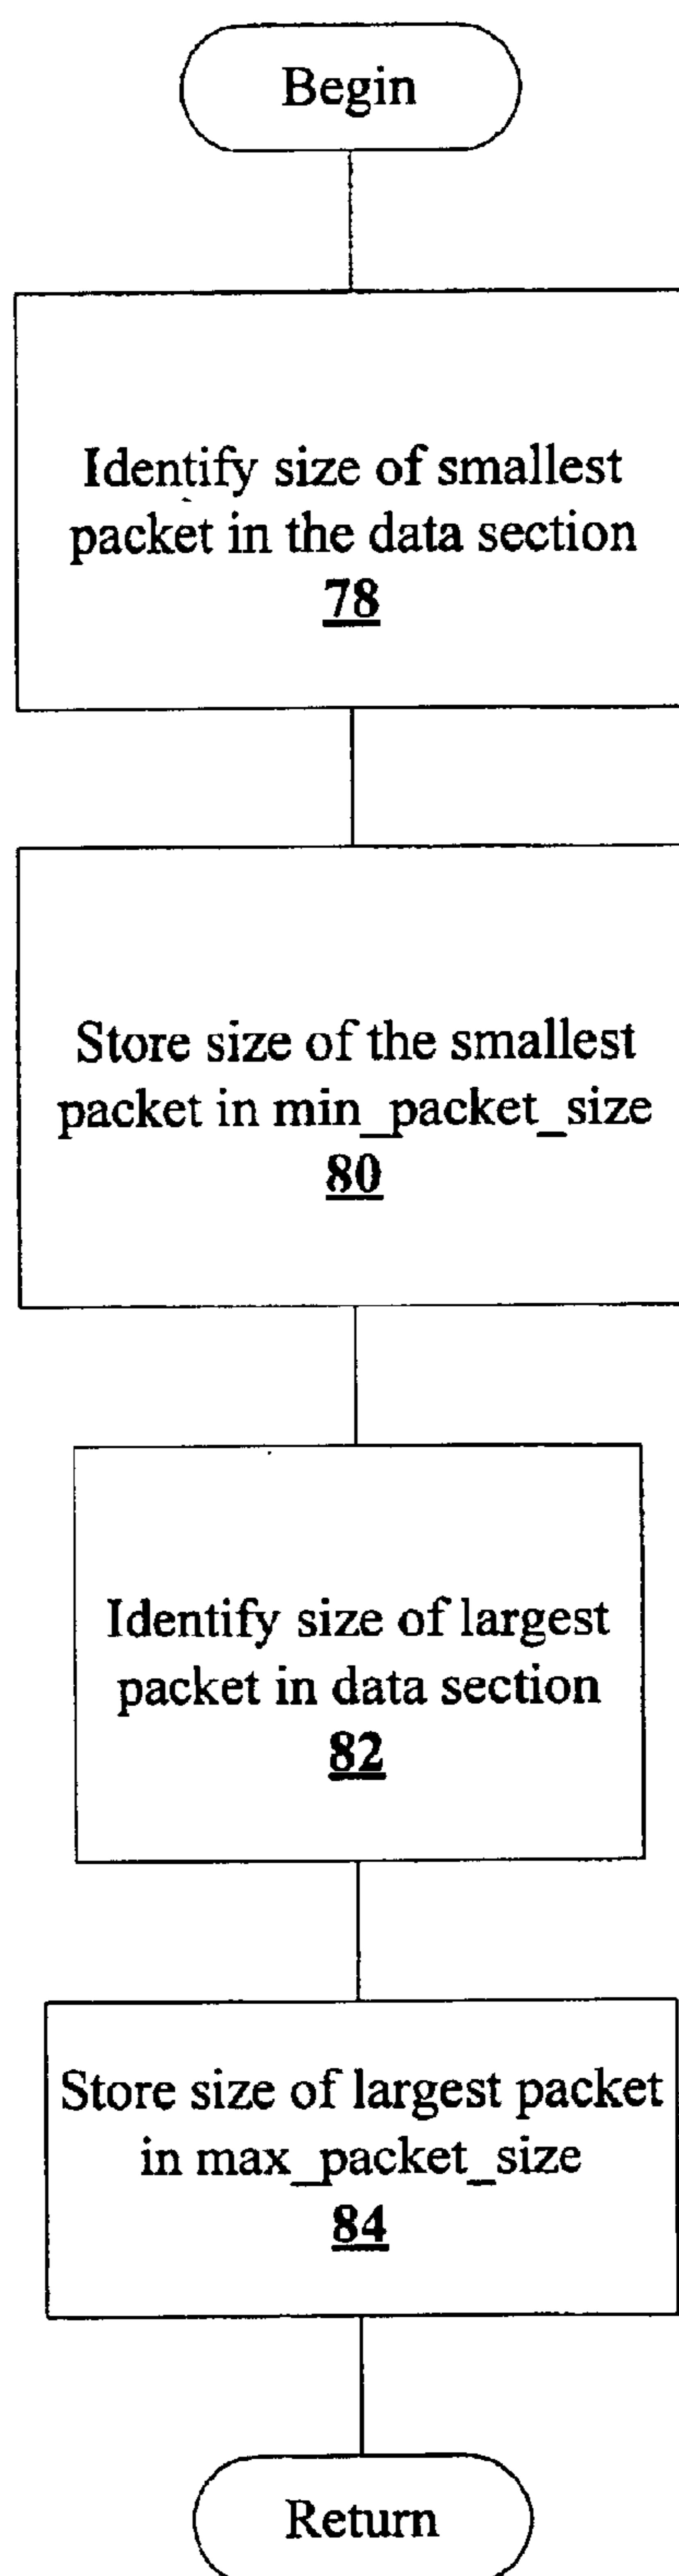 Begin
Identify size of smallest
packet in the data section
78
Store size of the smallest
packet in min_packet_size
80
Identify size of largest
packet in data section
82
Store size of largest packet
in max_packet_size
84
Return